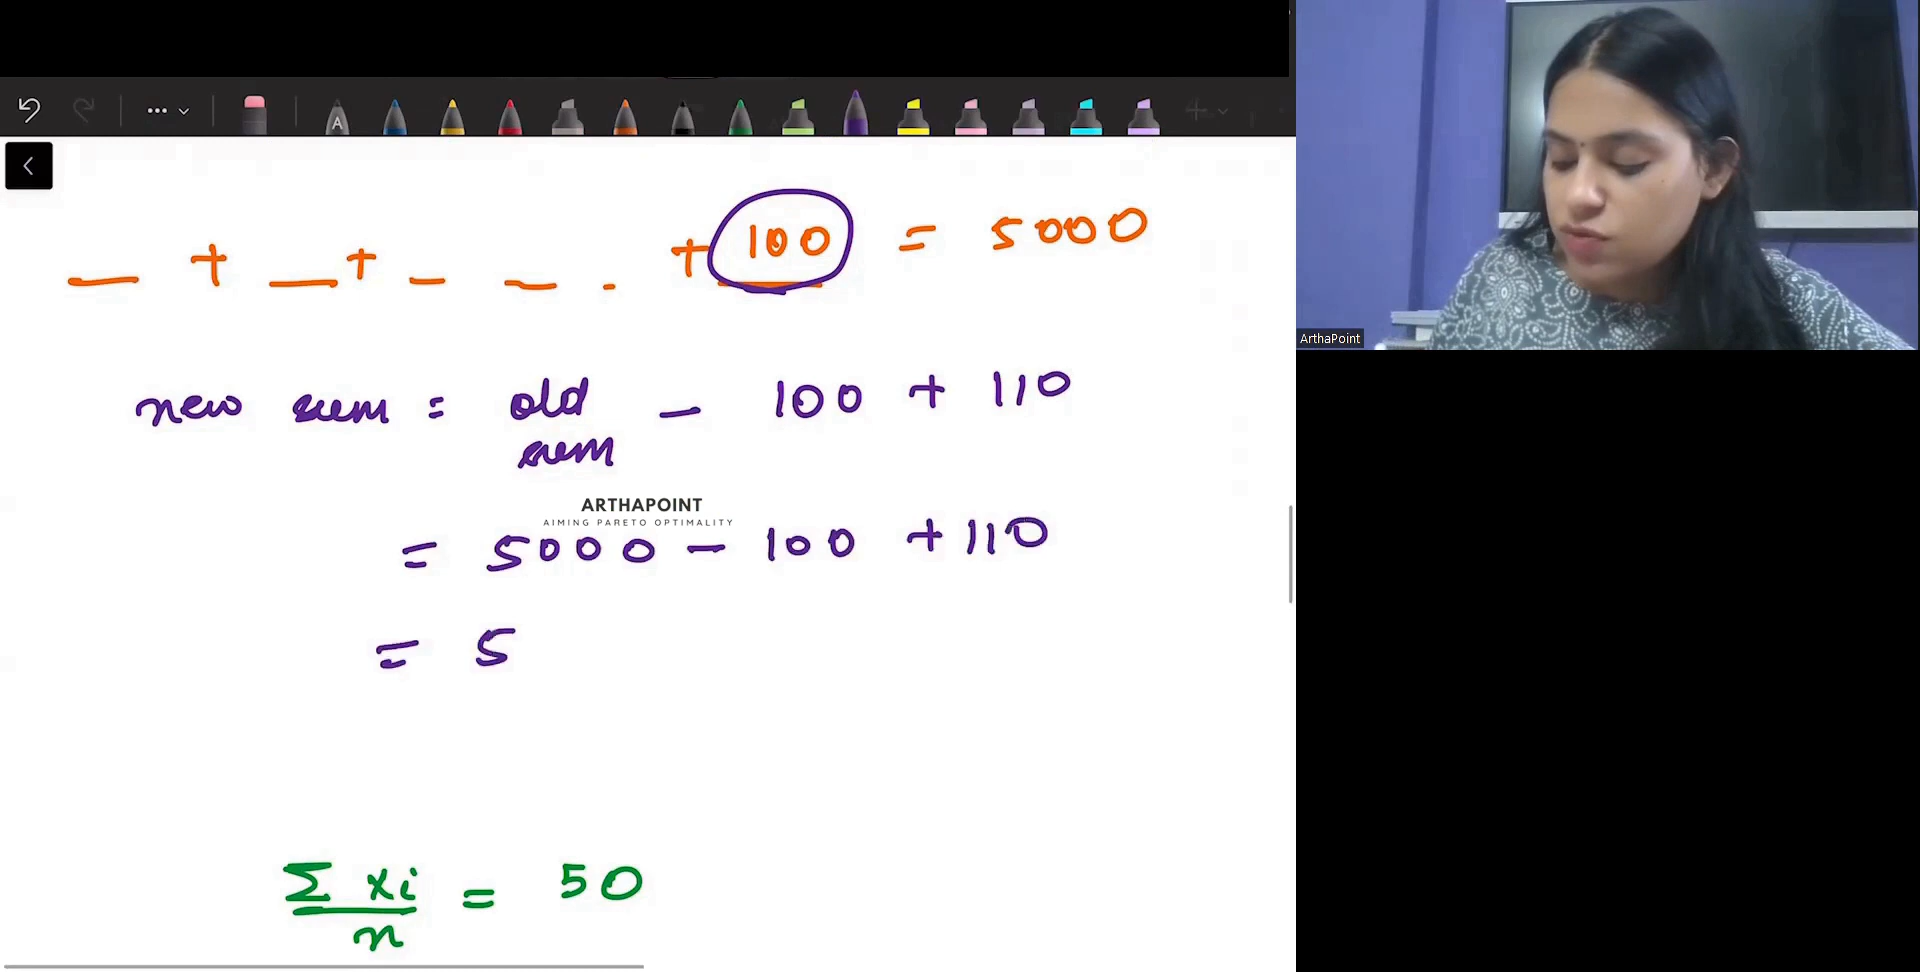 A
ArthaPoint
_ + _ + _ _ . + 100 = 5000
new sum = old sum - 100 + 110
ARTHAPOINT
AIMING PARETO OPTIMALITY
= 5000 - 100 + 110
= 5
Σ xi / n = 50